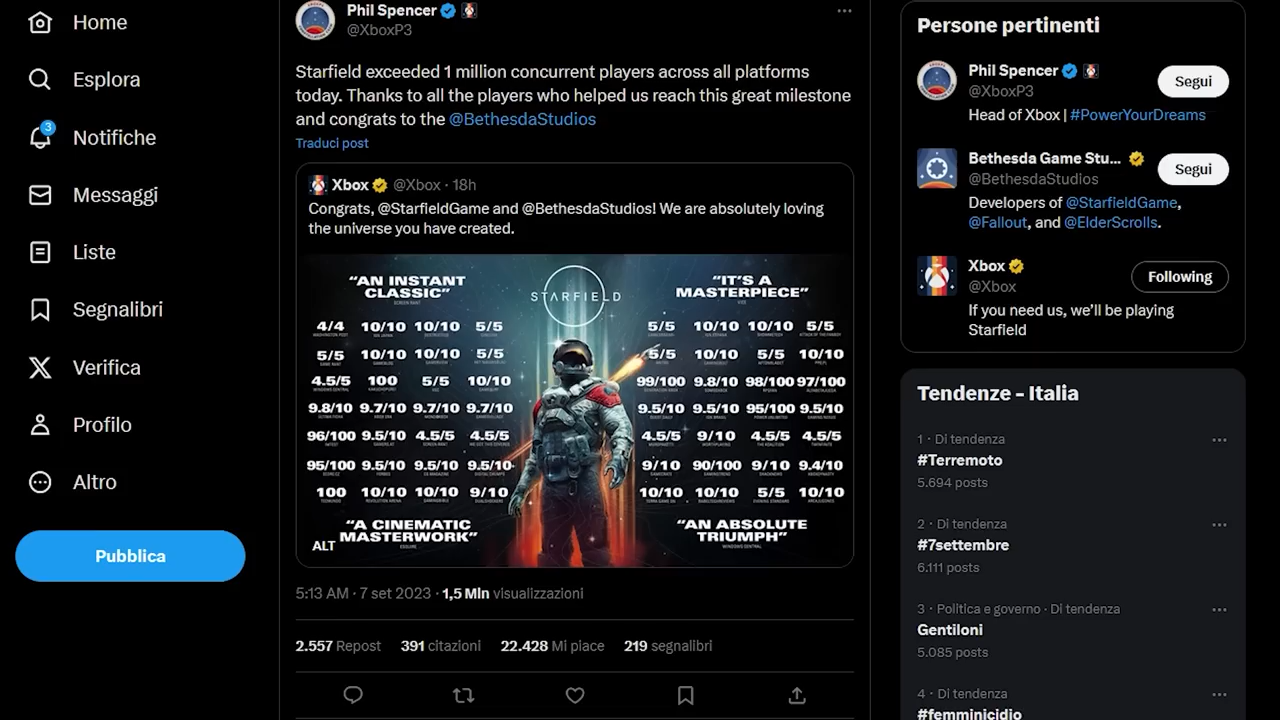 Home
Esplora
3
Notifiche
Messaggi
Liste
Segnalibri
Verifica
Profilo
Altro
Pubblica
Phil Spencer
@XboxP3
Starfield exceeded 1 million concurrent players across all platforms
today. Thanks to all the players who helped us reach this great milestone
and congrats to the @BethesdaStudios
Traduci post
Xbox @Xbox · 18h
Congrats, @StarfieldGame and @BethesdaStudios! We are absolutely loving
the universe you have created.
“AN INSTANT
CLASSIC”
SCREEN RANT
STARFIELD
“IT’S A
MASTERPIECE”
VICE
4/4 10/10 10/10 5/5
5/5 10/10 10/10 5/5
5/5 10/10 10/10 5/5
5/5 10/10 5/5 10/10
4.5/5 100 5/5 10/10
99/100 9.8/10 98/100 97/100
9.8/10 9.7/10 9.7/10 9.7/10
9.5/10 9.5/10 95/100 9.5/10
96/100 9.5/10 4.5/5 4.5/5
4.5/5 9/10 4.5/5 4.5/5
95/100 9.5/10 9.5/10 9.5/10
9/10 90/100 9/10 9.4/10
100 10/10 10/10 9/10
10/10 10/10 5/5 10/10
“A CINEMATIC
MASTERWORK”
ESQUIRE
“AN ABSOLUTE
TRIUMPH”
WINDOWS CENTRAL
ALT
5:13 AM · 7 set 2023 · 1,5 Mln visualizzazioni
2.557 Repost 391 citazioni 22.428 Mi piace 219 segnalibri
Persone pertinenti
Phil Spencer
@XboxP3
Segui
Head of Xbox | #PowerYourDreams
Bethesda Game Stu...
@BethesdaStudios
Segui
Developers of @StarfieldGame,
@Fallout, and @ElderScrolls.
Xbox
@Xbox
Following
If you need us, we’ll be playing
Starfield
Tendenze - Italia
1 · Di tendenza
#Terremoto
5.694 posts
2 · Di tendenza
#7settembre
6.111 posts
3 · Politica e governo · Di tendenza
Gentiloni
5.085 posts
4 · Di tendenza
#femminicidio